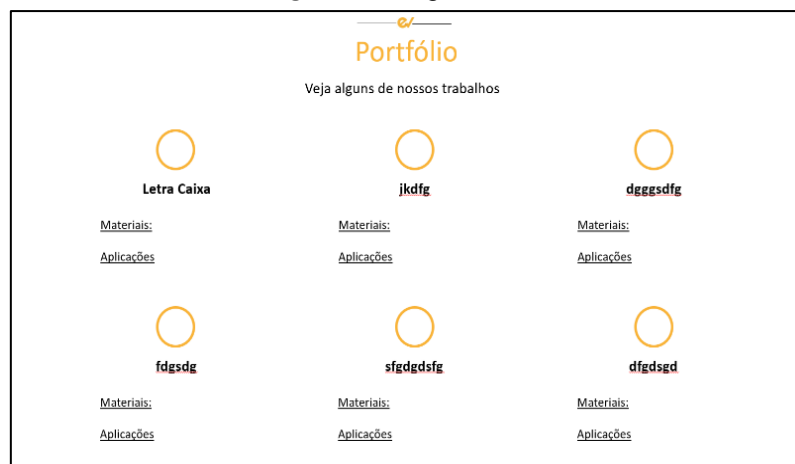 Portfólio
Veja alguns de nossos trabalhos
Letra Caixa jkdfg dgggsdfg
Materiais: Materiais: Materiais:
Aplicações Aplicações Aplicações
fdgsdg sfgdgdsfg dfgdsgd
Materiais: Materiais: Materiais:
Aplicações Aplicações Aplicações